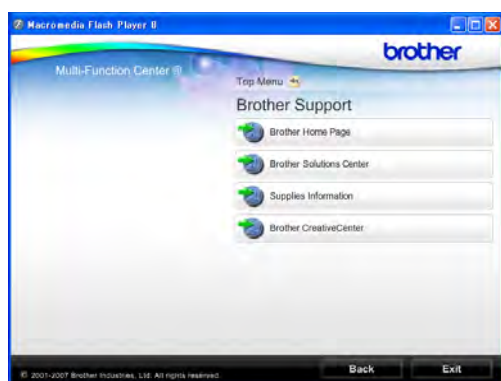 Macromedia Flash Player 8
brother
Multi-Function Center ®
Top Menu
Brother Support
Brother Home Page
Brother Solutions Center
Supplies Information
Brother CreativeCenter
© 2001-2007 Brother Industries, Ltd. All rights reserved.
Back
Exit